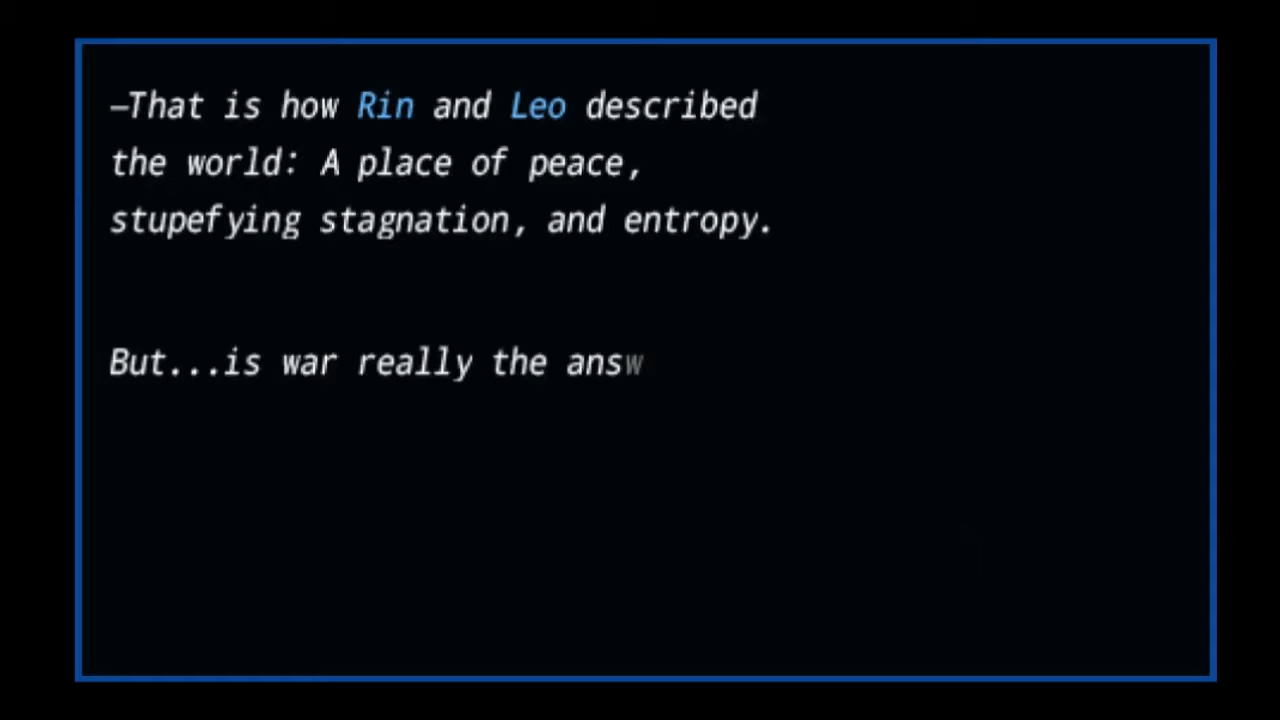 —That is how Rin and Leo described
the world: A place of peace,
stupefying stagnation, and entropy.
But...is war really the answ